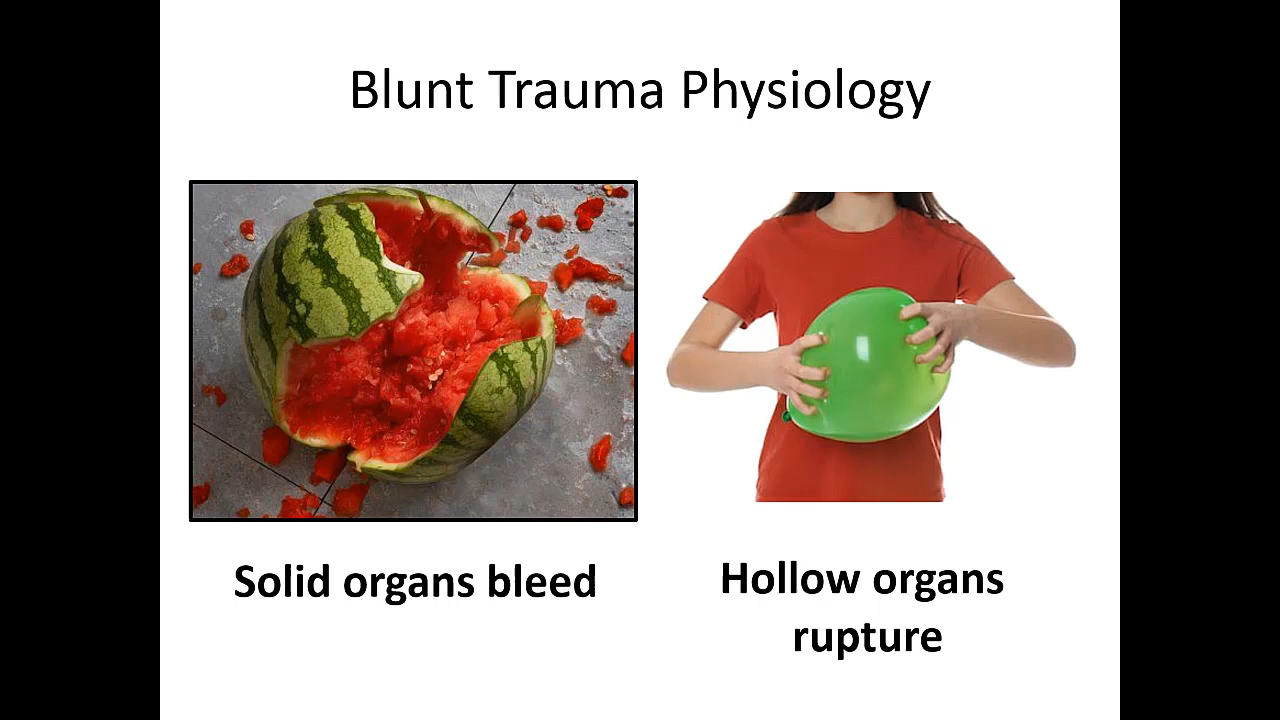 Blunt Trauma Physiology
Solid organs bleed
Hollow organs
rupture